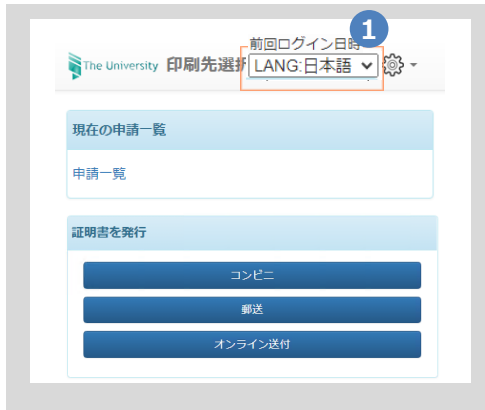 1
前回ログイン日時
The University 印刷先選択 LANG:日本語
現在の申請一覧
申請一覧
証明書を発行
コンビニ
郵送
オンライン送付